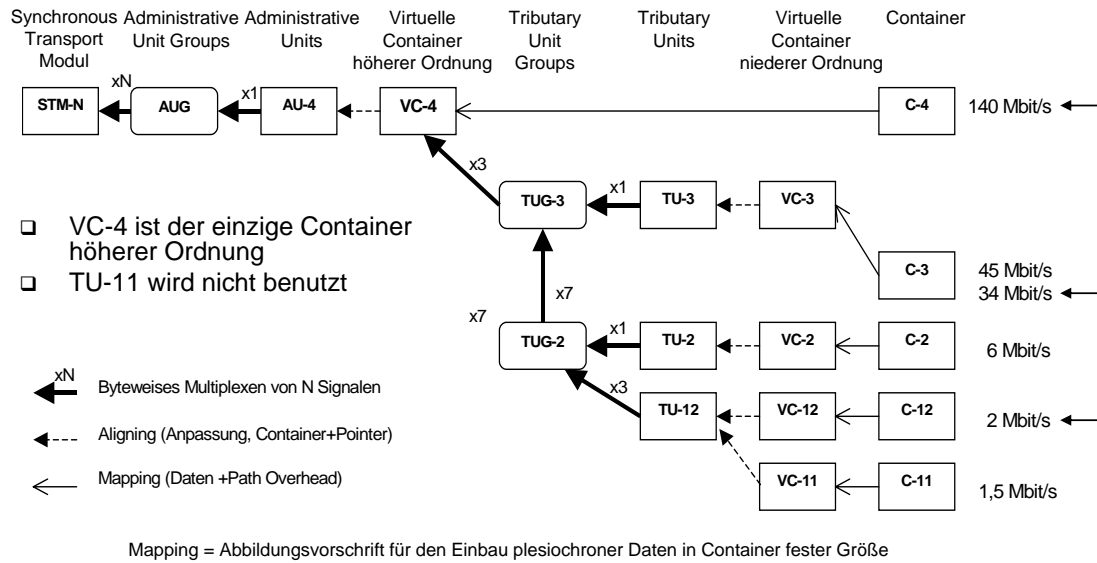 Synchronous Transport Modul
Administrative Unit Groups
Administrative Units
Virtuelle Container höherer Ordnung
Tributary Unit Groups
Tributary Units
Virtuelle Container niederer Ordnung
Container
xN
x1
STM-N
AUG
AU-4
VC-4
C-4
140 Mbit/s
x3
x1
TUG-3
TU-3
VC-3
❑ VC-4 ist der einzige Container
höherer Ordnung
C-3
45 Mbit/s
34 Mbit/s
❑ TU-11 wird nicht benutzt
x7
x7
x1
TUG-2
TU-2
VC-2
C-2
6 Mbit/s
xN
Byteweises Multiplexen von N Signalen
x3
TU-12
VC-12
C-12
2 Mbit/s
Aligning (Anpassung, Container+Pointer)
Mapping (Daten +Path Overhead)
VC-11
C-11
1,5 Mbit/s
Mapping = Abbildungsvorschrift für den Einbau plesiochroner Daten in Container fester Größe